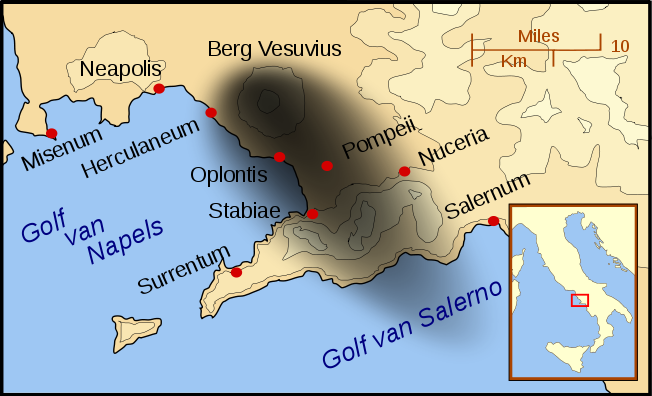 Miles
10
Km
Berg Vesuvius
Neapolis
Misenum
Herculaneum
Pompeii
Nuceria
Oplontis
Stabiae
Salernum
Surrentum
Golf
van
Napels
Golf van Salerno